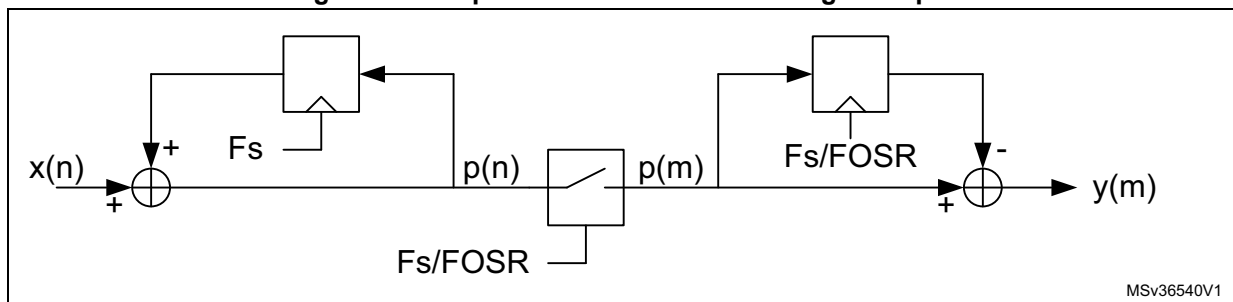 +
Fs
Fs/FOSR
-
x(n)
p(n)
p(m)
+
+
y(m)
Fs/FOSR
MSv36540V1